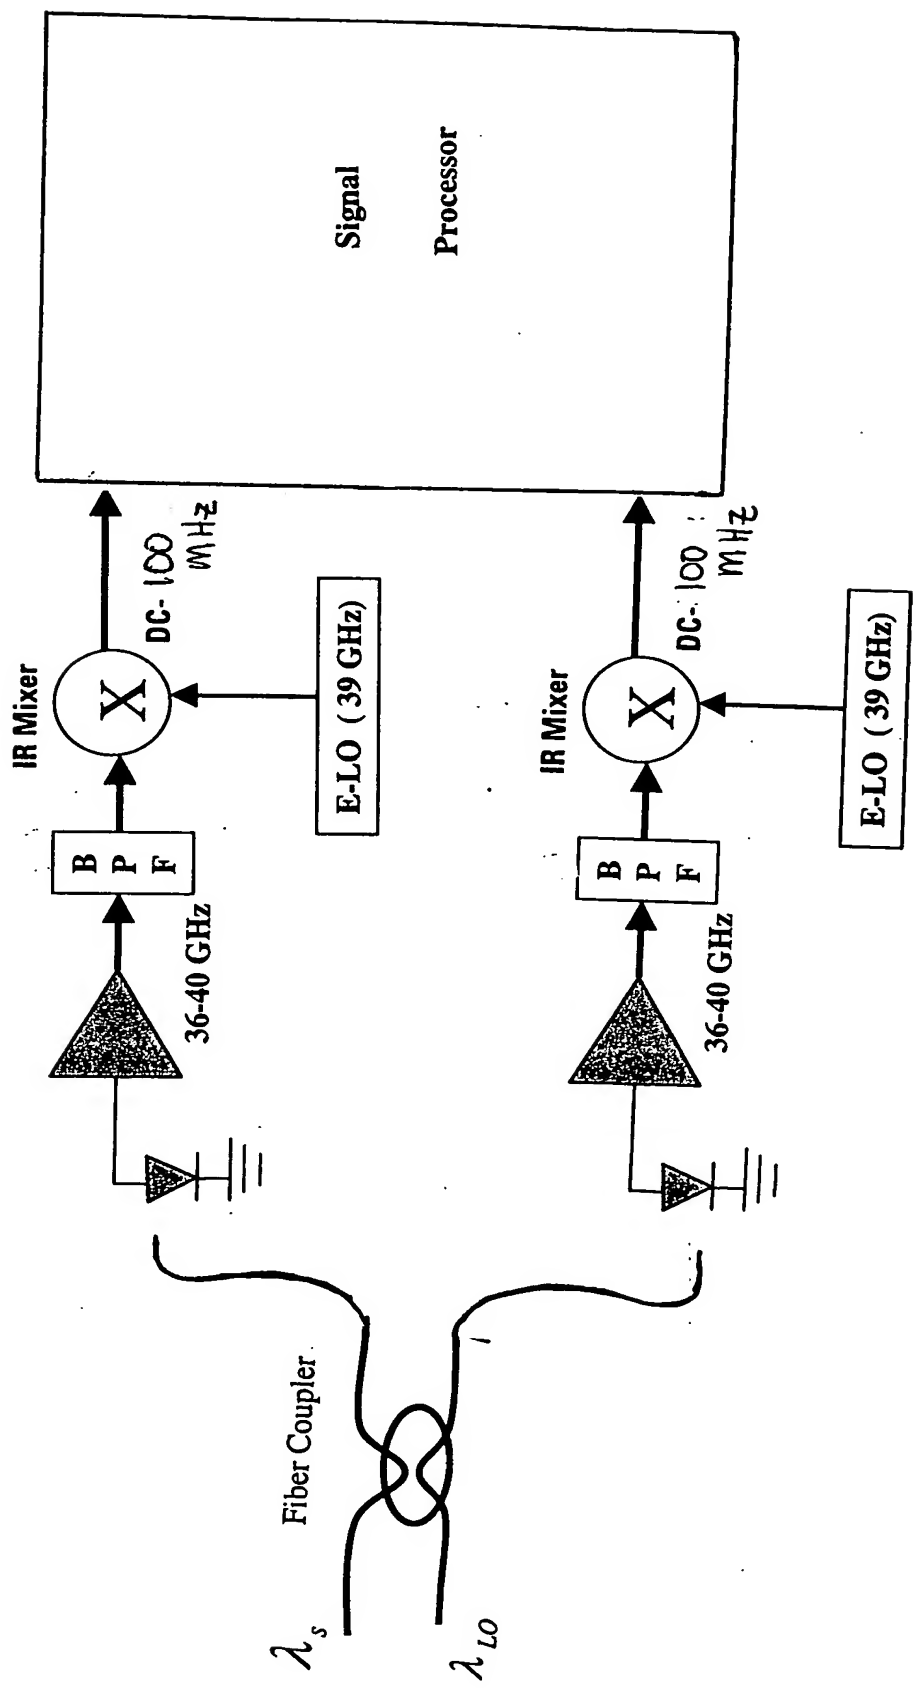 λs
λLO
Fiber Coupler
36-40 GHz
B
P
F
IR Mixer
X
DC-100
MHz
E-LO (39 GHz)
36-40 GHz
B
P
F
IR Mixer
X
DC-100
MHz
E-LO (39 GHz)
Signal
Processor